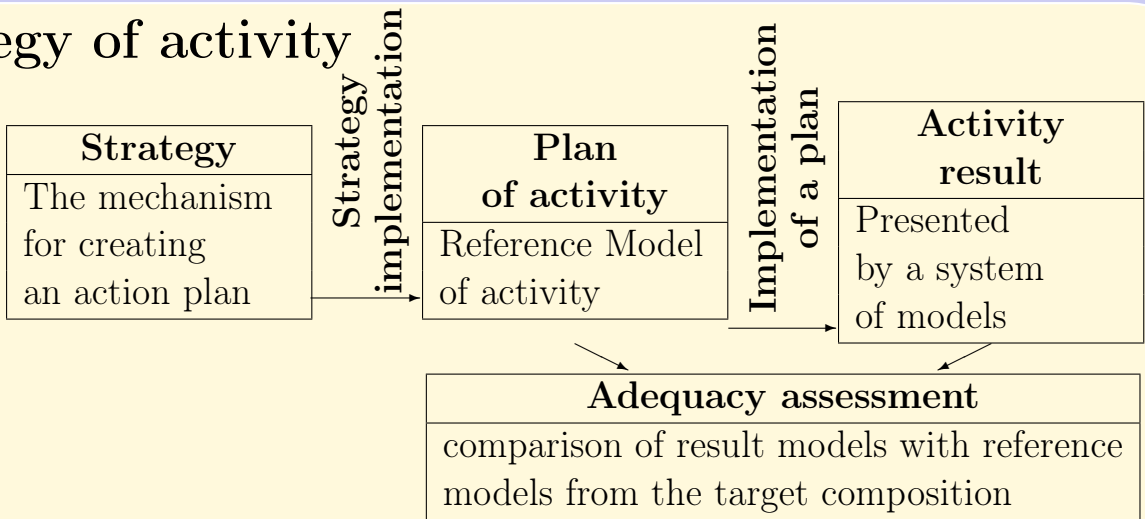 egy of activity
Strategy
The mechanism
for creating
an action plan
Strategy
implementation
Plan
of activity
Reference Model
of activity
Implementation
of a plan
Activity
result
Presented
by a system
of models
Adequacy assessment
comparison of result models with reference
models from the target composition